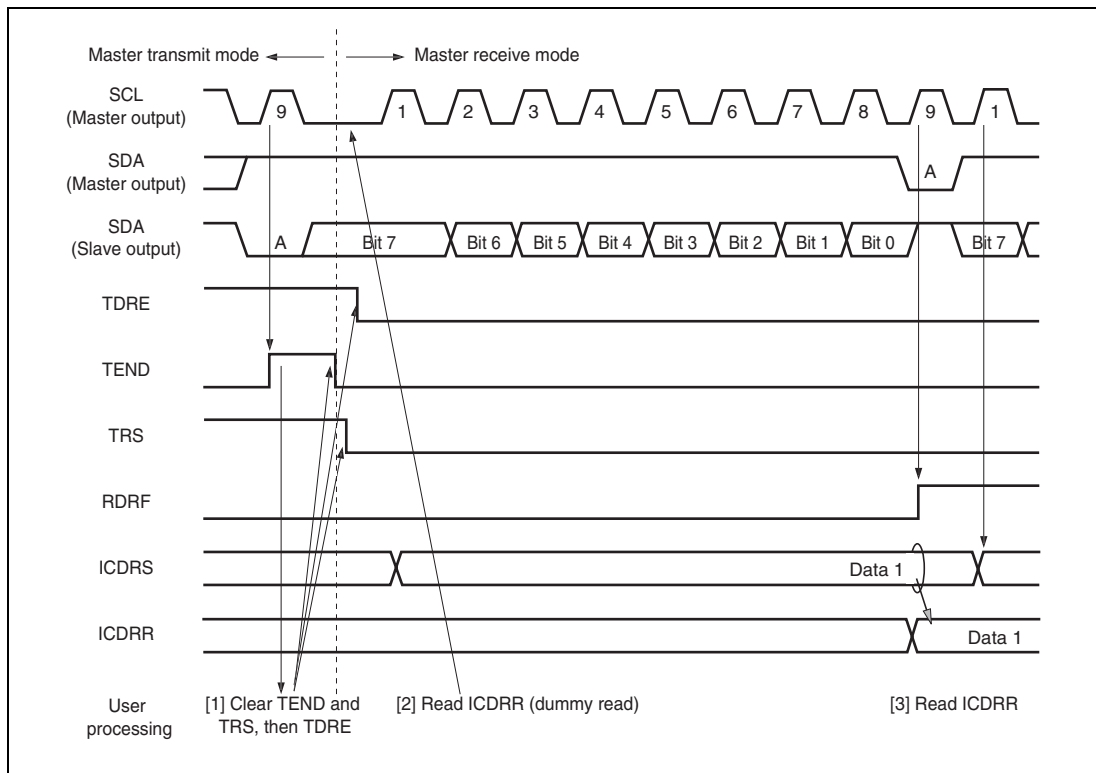 Master transmit mode Master receive mode
SCL
(Master output)
9 1 2 3 4 5 6 7 8 9 1
SDA
(Master output)
A
SDA
(Slave output)
A Bit 7 Bit 6 Bit 5 Bit 4 Bit 3 Bit 2 Bit 1 Bit 0 Bit 7
TDRE
TEND
TRS
RDRF
ICDRS
Data 1
ICDRR
Data 1
User
processing
[1] Clear TEND and
TRS, then TDRE
[2] Read ICDRR (dummy read)
[3] Read ICDRR